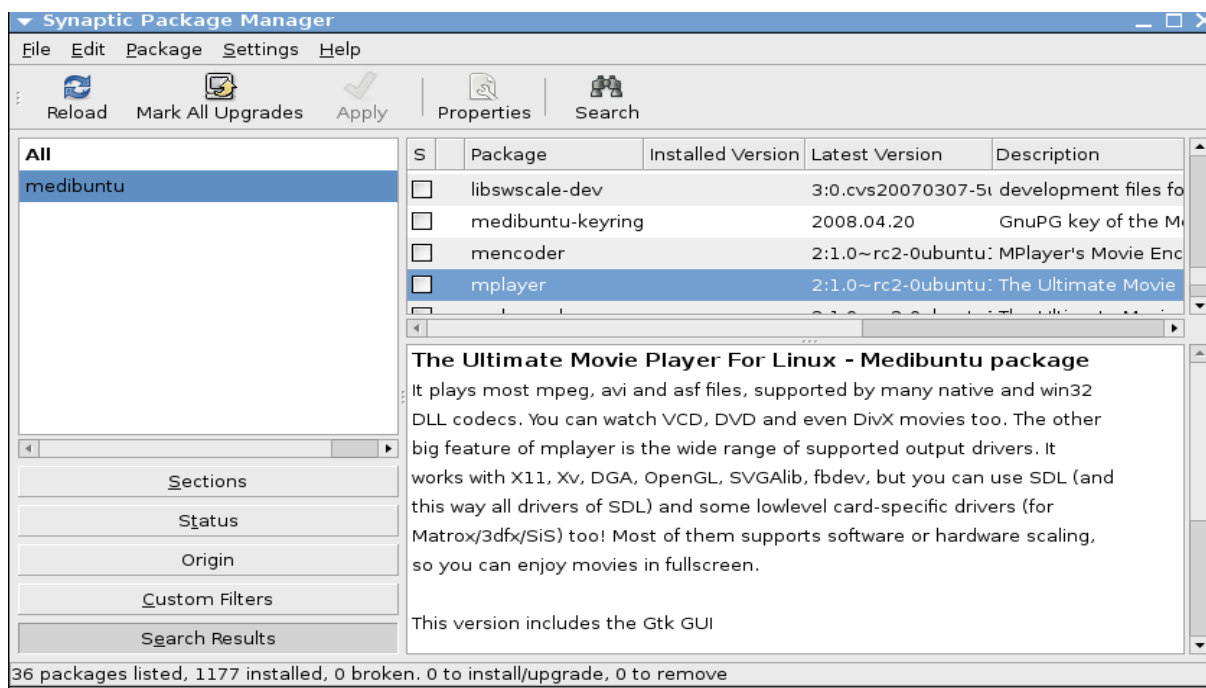 Synaptic Package Manager
File Edit Package Settings Help
Reload Mark All Upgrades Apply Properties Search
All
medibuntu
Sections
Status
Origin
Custom Filters
Search Results
S Package Installed Version Latest Version Description
libswscale-dev 3:0.cvs20070307-5u development files fo
medibuntu-keyring 2008.04.20 GnuPG key of the M
mencoder 2:1.0~rc2-0ubuntu1 MPlayer's Movie Enc
mplayer 2:1.0~rc2-0ubuntu1 The Ultimate Movie
The Ultimate Movie Player For Linux - Medibuntu package
It plays most mpeg, avi and asf files, supported by many native and win32
DLL codecs. You can watch VCD, DVD and even DivX movies too. The other
big feature of mplayer is the wide range of supported output drivers. It
works with X11, Xv, DGA, OpenGL, SVGAlib, fbdev, but you can use SDL (and
this way all drivers of SDL) and some lowlevel card-specific drivers (for
Matrox/3dfx/SiS) too! Most of them supports software or hardware scaling,
so you can enjoy movies in fullscreen.
This version includes the Gtk GUI
36 packages listed, 1177 installed, 0 broken. 0 to install/upgrade, 0 to remove